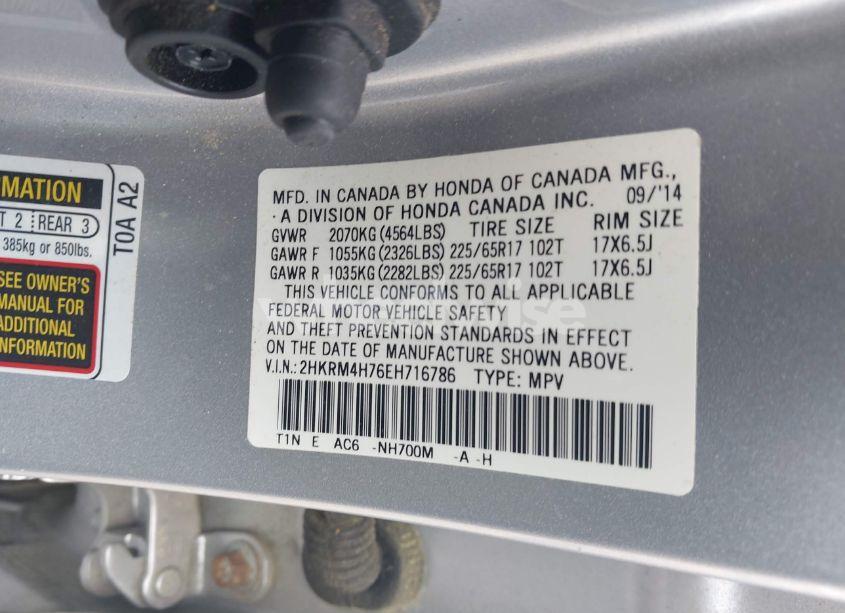 MATION
T 2 REAR 3
385kg or 850lbs.
SEE OWNER'S
MANUAL FOR
ADDITIONAL
INFORMATION
T0A A2
MFD. IN CANADA BY HONDA OF CANADA MFG.,
· A DIVISION OF HONDA CANADA INC. 09/'14
GVWR 2070KG (4564LBS) TIRE SIZE RIM SIZE
GAWR F 1055KG (2326LBS) 225/65R17 102T 17X6.5J
GAWR R 1035KG (2282LBS) 225/65R17 102T 17X6.5J
THIS VEHICLE CONFORMS TO ALL APPLICABLE
FEDERAL MOTOR VEHICLE SAFETY
AND THEFT PREVENTION STANDARDS IN EFFECT
ON THE DATE OF MANUFACTURE SHOWN ABOVE.
V.I.N.: 2HKRM4H76EH716786 TYPE: MPV
T1N E AC6 -NH700M -A -H